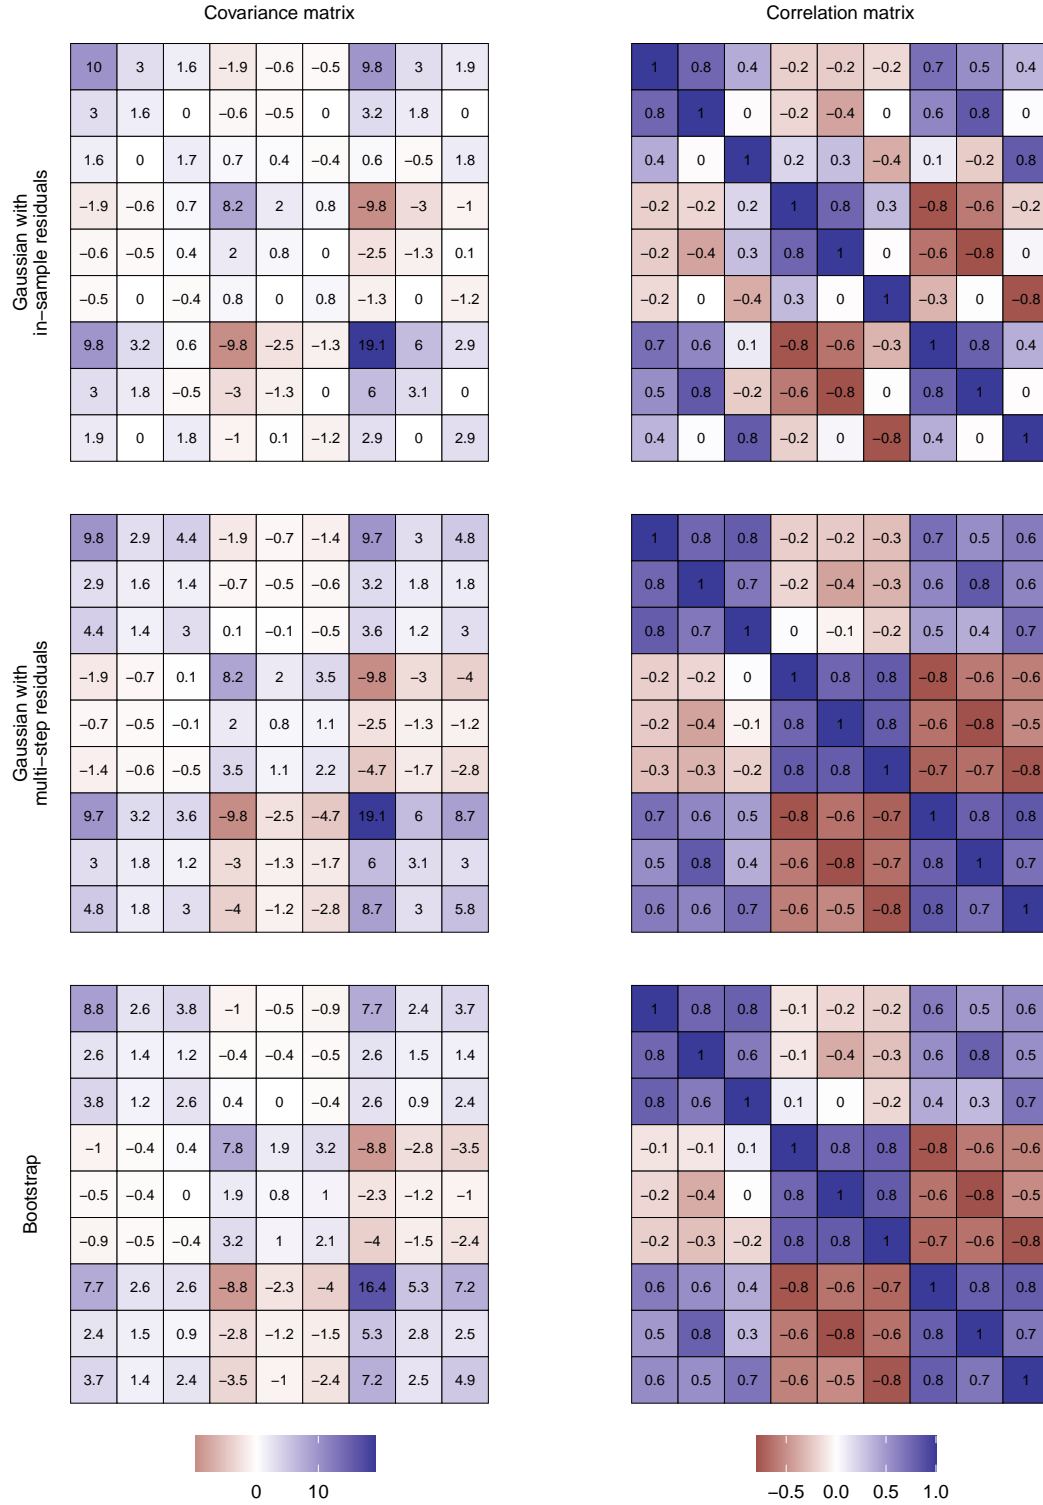 Covariance matrix Correlation matrix
Gaussian with
in−sample residuals
10 3 1.6 −1.9 −0.6 −0.5 9.8 3 1.9 1 0.8 0.4 −0.2 −0.2 −0.2 0.7 0.5 0.4
3 1.6 0 −0.6 −0.5 0 3.2 1.8 0 0.8 1 0 −0.2 −0.4 0 0.6 0.8 0
1.6 0 1.7 0.7 0.4 −0.4 0.6 −0.5 1.8 0.4 0 1 0.2 0.3 −0.4 0.1 −0.2 0.8
−1.9 −0.6 0.7 8.2 2 0.8 −9.8 −3 −1 −0.2 −0.2 0.2 1 0.8 0.3 −0.8 −0.6 −0.2
−0.6 −0.5 0.4 2 0.8 0 −2.5 −1.3 0.1 −0.2 −0.4 0.3 0.8 1 0 −0.6 −0.8 0
−0.5 0 −0.4 0.8 0 0.8 −1.3 0 −1.2 −0.2 0 −0.4 0.3 0 1 −0.3 0 −0.8
9.8 3.2 0.6 −9.8 −2.5 −1.3 19.1 6 2.9 0.7 0.6 0.1 −0.8 −0.6 −0.3 1 0.8 0.4
3 1.8 −0.5 −3 −1.3 0 6 3.1 0 0.5 0.8 −0.2 −0.6 −0.8 0 0.8 1 0
1.9 0 1.8 −1 0.1 −1.2 2.9 0 2.9 0.4 0 0.8 −0.2 0 −0.8 0.4 0 1
Gaussian with
multi−step residuals
9.8 2.9 4.4 −1.9 −0.7 −1.4 9.7 3 4.8 1 0.8 0.8 −0.2 −0.2 −0.3 0.7 0.5 0.6
2.9 1.6 1.4 −0.7 −0.5 −0.6 3.2 1.8 1.8 0.8 1 0.7 −0.2 −0.4 −0.3 0.6 0.8 0.6
4.4 1.4 3 0.1 −0.1 −0.5 3.6 1.2 3 0.8 0.7 1 0 −0.1 −0.2 0.5 0.4 0.7
−1.9 −0.7 0.1 8.2 2 3.5 −9.8 −3 −4 −0.2 −0.2 0 1 0.8 0.8 −0.8 −0.6 −0.6
−0.7 −0.5 −0.1 2 0.8 1.1 −2.5 −1.3 −1.2 −0.2 −0.4 −0.1 0.8 1 0.8 −0.6 −0.8 −0.5
−1.4 −0.6 −0.5 3.5 1.1 2.2 −4.7 −1.7 −2.8 −0.3 −0.3 −0.2 0.8 0.8 1 −0.7 −0.7 −0.8
9.7 3.2 3.6 −9.8 −2.5 −4.7 19.1 6 8.7 0.7 0.6 0.5 −0.8 −0.6 −0.7 1 0.8 0.8
3 1.8 1.2 −3 −1.3 −1.7 6 3.1 3 0.5 0.8 0.4 −0.6 −0.8 −0.7 0.8 1 0.7
4.8 1.8 3 −4 −1.2 −2.8 8.7 3 5.8 0.6 0.6 0.7 −0.6 −0.5 −0.8 0.8 0.7 1
Bootstrap
8.8 2.6 3.8 −1 −0.5 −0.9 7.7 2.4 3.7 1 0.8 0.8 −0.1 −0.2 −0.2 0.6 0.5 0.6
2.6 1.4 1.2 −0.4 −0.4 −0.5 2.6 1.5 1.4 0.8 1 0.6 −0.1 −0.4 −0.3 0.6 0.8 0.5
3.8 1.2 2.6 0.4 0 −0.4 2.6 0.9 2.4 0.8 0.6 1 0.1 0 −0.2 0.4 0.3 0.7
−1 −0.4 0.4 7.8 1.9 3.2 −8.8 −2.8 −3.5 −0.1 −0.1 0.1 1 0.8 0.8 −0.8 −0.6 −0.6
−0.5 −0.4 0 1.9 0.8 1 −2.3 −1.2 −1 −0.2 −0.4 0 0.8 1 0.8 −0.6 −0.8 −0.5
−0.9 −0.5 −0.4 3.2 1 2.1 −4 −1.5 −2.4 −0.2 −0.3 −0.2 0.8 0.8 1 −0.7 −0.6 −0.8
7.7 2.6 2.6 −8.8 −2.3 −4 16.4 5.3 7.2 0.6 0.6 0.4 −0.8 −0.6 −0.7 1 0.8 0.8
2.4 1.5 0.9 −2.8 −1.2 −1.5 5.3 2.8 2.5 0.5 0.8 0.3 −0.6 −0.8 −0.6 0.8 1 0.7
3.7 1.4 2.4 −3.5 −1 −2.4 7.2 2.5 4.9 0.6 0.5 0.7 −0.6 −0.5 −0.8 0.8 0.7 1
0 10 −0.5 0.0 0.5 1.0